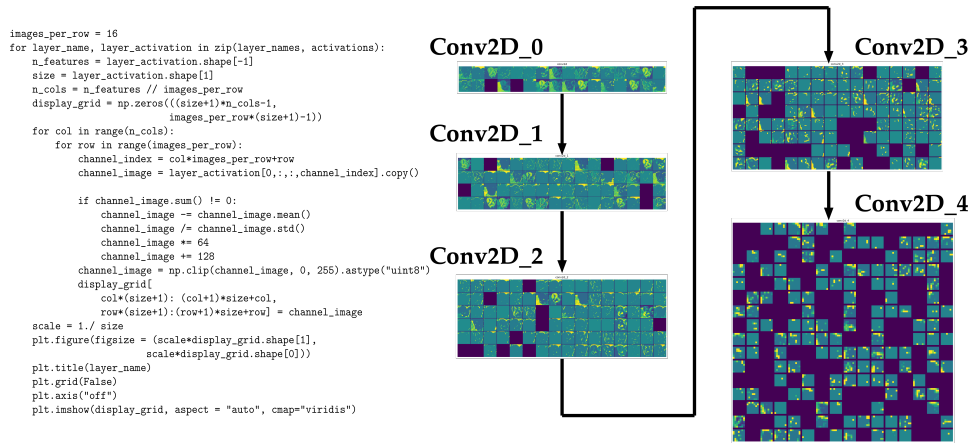 images_per_row = 16
for layer_name, layer_activation in zip(layer_names, activations):
    n_features = layer_activation.shape[-1]
    size = layer_activation.shape[1]
    n_cols = n_features // images_per_row
    display_grid = np.zeros(((size+1)*n_cols-1,
                            images_per_row*(size+1)-1))
    for col in range(n_cols):
        for row in range(images_per_row):
            channel_index = col*images_per_row+row
            channel_image = layer_activation[0,:,:,channel_index].copy()

            if channel_image.sum() != 0:
                channel_image -= channel_image.mean()
                channel_image /= channel_image.std()
                channel_image *= 64
                channel_image += 128
            channel_image = np.clip(channel_image, 0, 255).astype("uint8")
            display_grid[
                col*(size+1): (col+1)*size+col,
                row*(size+1):(row+1)*size+row] = channel_image
    scale = 1./ size
    plt.figure(figsize = (scale*display_grid.shape[1],
                        scale*display_grid.shape[0]))
    plt.title(layer_name)
    plt.grid(False)
    plt.axis("off")
    plt.imshow(display_grid, aspect = "auto", cmap="viridis")
Conv2D_0
Conv2D_1
Conv2D_2
Conv2D_3
Conv2D_4